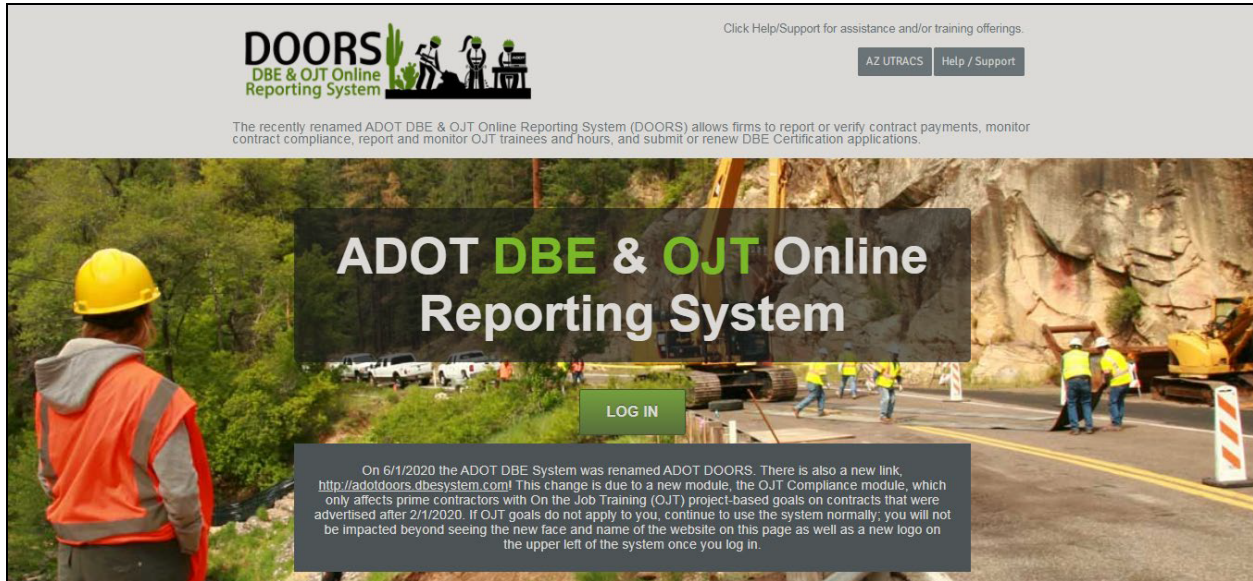 Click Help/Support for assistance and/or training offerings.
AZ UTRACS
Help / Support
DOORS
DBE & OJT Online
Reporting System
The recently renamed ADOT DBE & OJT Online Reporting System (DOORS) allows firms to report or verify contract payments, monitor
contract compliance, report and monitor OJT trainees and hours, and submit or renew DBE Certification applications.
ADOT DBE & OJT Online
Reporting System
LOG IN
On 6/1/2020 the ADOT DBE System was renamed ADOT DOORS. There is also a new link,
http://adotdoors.dbesystem.com! This change is due to a new module, the OJT Compliance module, which
only affects prime contractors with On the Job Training (OJT) project-based goals on contracts that were
advertised after 2/1/2020. If OJT goals do not apply to you, continue to use the system normally; you will not
be impacted beyond seeing the new face and name of the website on this page as well as a new logo on
the upper left of the system once you log in.